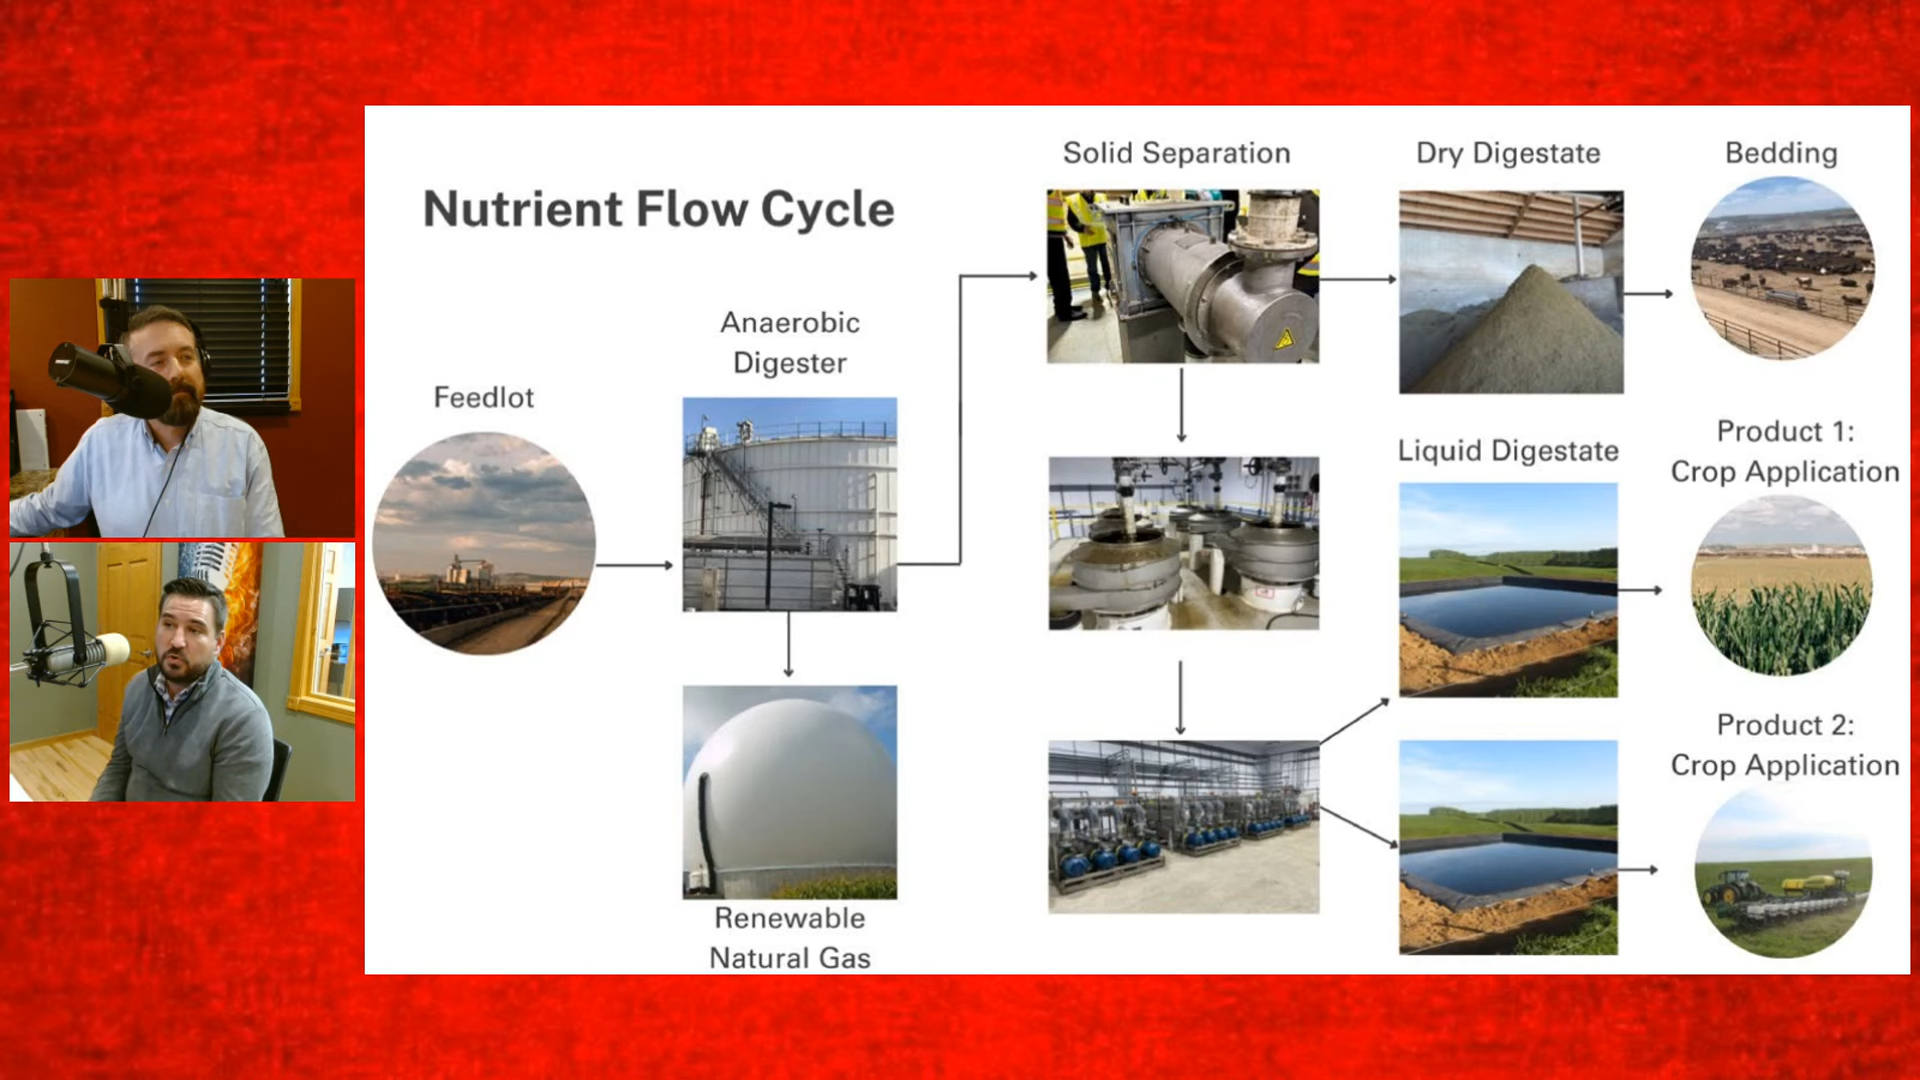 Nutrient Flow Cycle
Feedlot
Anaerobic
Digester
Renewable
Natural Gas
Solid Separation
Dry Digestate
Bedding
Liquid Digestate
Product 1:
Crop Application
Product 2:
Crop Application